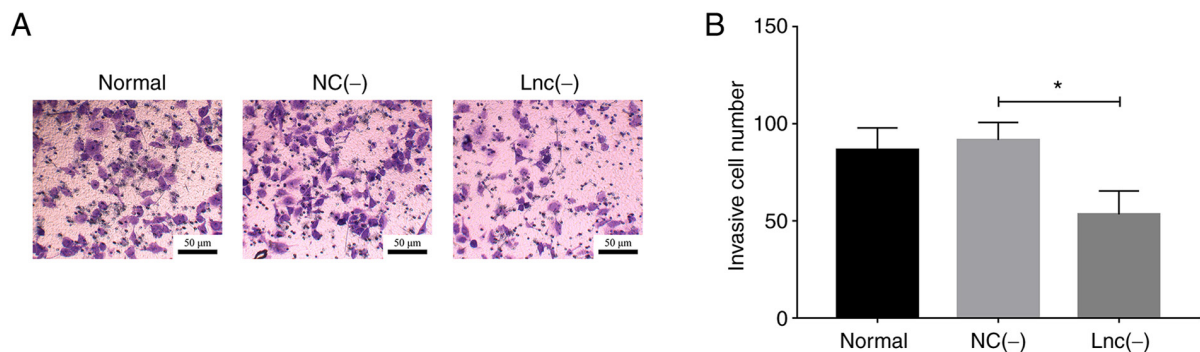 A
Normal
NC(−)
Lnc(−)
50 µm
50 µm
50 µm
B
Invasive cell number
150
100
50
0
*
Normal
NC(−)
Lnc(−)